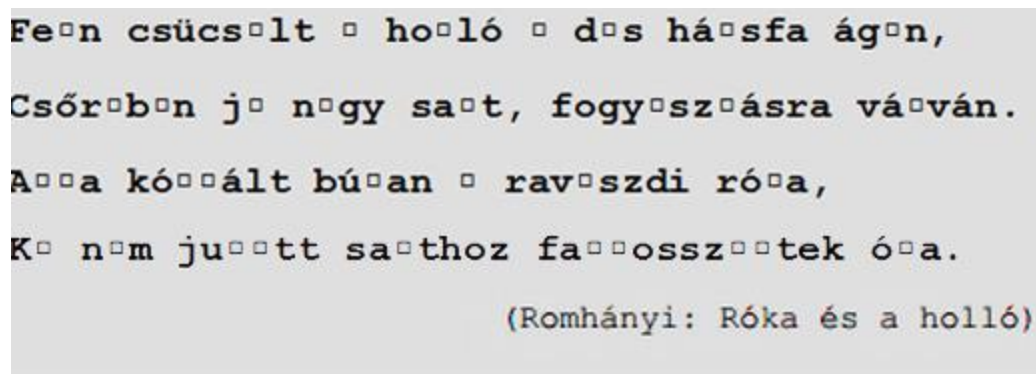 Fe▫n csücs▫lt ▫ ho▫ló ▫ d▫s há▫sfa ág▫n,
Csőr▫b▫n j▫ n▫gy sa▫t, fogy▫sz▫ásra vá▫ván.
A▫▫a kó▫▫ált bú▫an ▫ rav▫szdi ró▫a,
K▫ n▫m ju▫▫tt sa▫thoz fa▫▫ossz▫▫tek ó▫a.
(Romhányi: Róka és a holló)